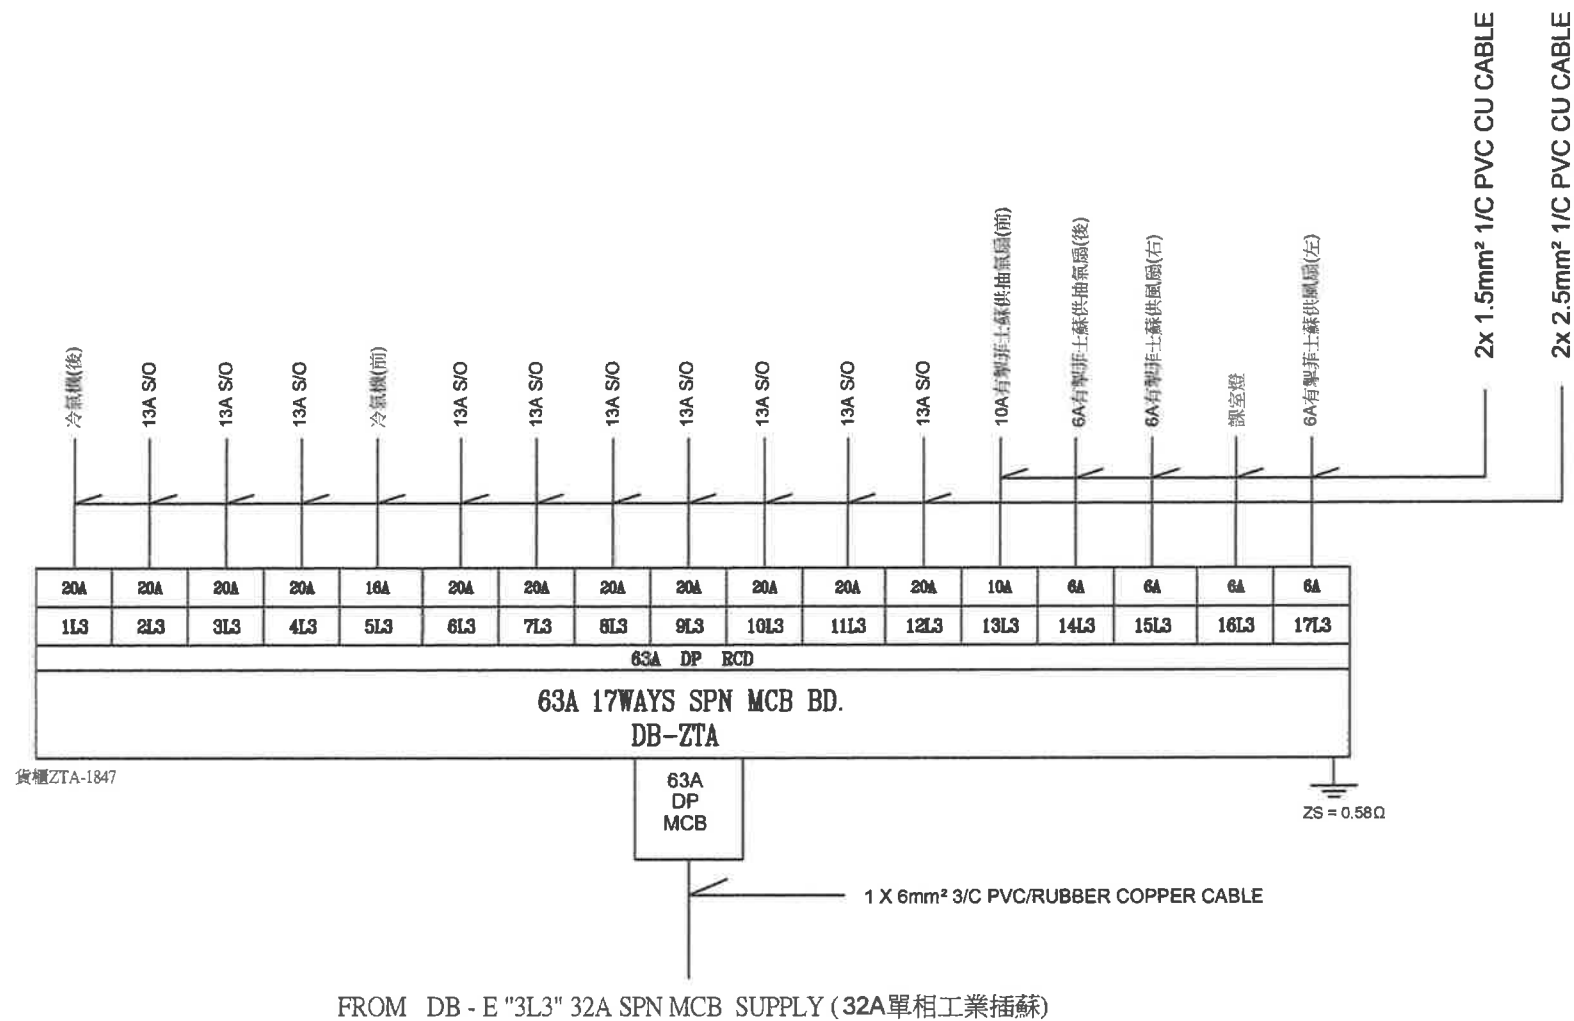 2x 1.5mm² 1/C PVC CU CABLE
2x 2.5mm² 1/C PVC CU CABLE
冷氣機(後)
13A S/O
13A S/O
13A S/O
冷氣機(前)
13A S/O
13A S/O
13A S/O
13A S/O
13A S/O
13A S/O
13A S/O
10A有掣菲士蘇供抽氣扇(前)
6A有掣菲士蘇供抽氣扇(後)
6A有掣菲士蘇供風扇(右)
課室燈
6A有掣菲士蘇供風扇(左)
20A 20A 20A 20A 16A 20A 20A 20A 20A 20A 20A 20A 10A 6A 6A 6A 6A
1L3 2L3 3L3 4L3 5L3 6L3 7L3 8L3 9L3 10L3 11L3 12L3 13L3 14L3 15L3 16L3 17L3
63A DP RCD
63A 17WAYS SPN MCB BD.
DB-ZTA
貨櫃ZTA-1847
63A
DP
MCB
ZS = 0.58Ω
1 X 6mm² 3/C PVC/RUBBER COPPER CABLE
FROM DB - E "3L3" 32A SPN MCB SUPPLY (32A單相工業插蘇)